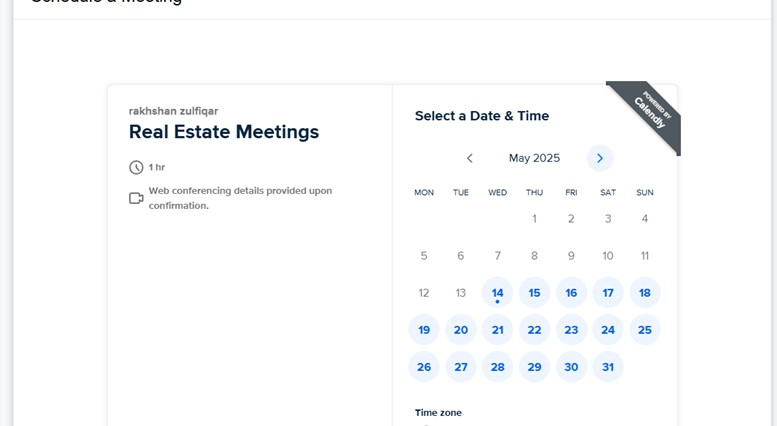 Schedule a Meeting
rakhshan zulfiqar
Real Estate Meetings
1 hr
Web conferencing details provided upon
confirmation.
POWERED BY
Calendly
Select a Date & Time
May 2025
MON TUE WED THU FRI SAT SUN
1 2 3 4
5 6 7 8 9 10 11
12 13 14 15 16 17 18
19 20 21 22 23 24 25
26 27 28 29 30 31
Time zone